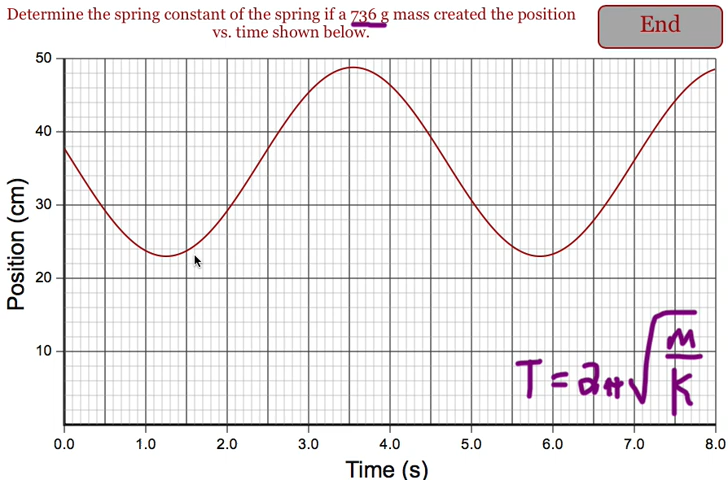 Determine the spring constant of the spring if a 736 g mass created the position
vs. time shown below.
End
Position (cm)
50
40
30
20
10
0.0 1.0 2.0 3.0 4.0 5.0 6.0 7.0 8.0
Time (s)
T = 2π√(m/k)